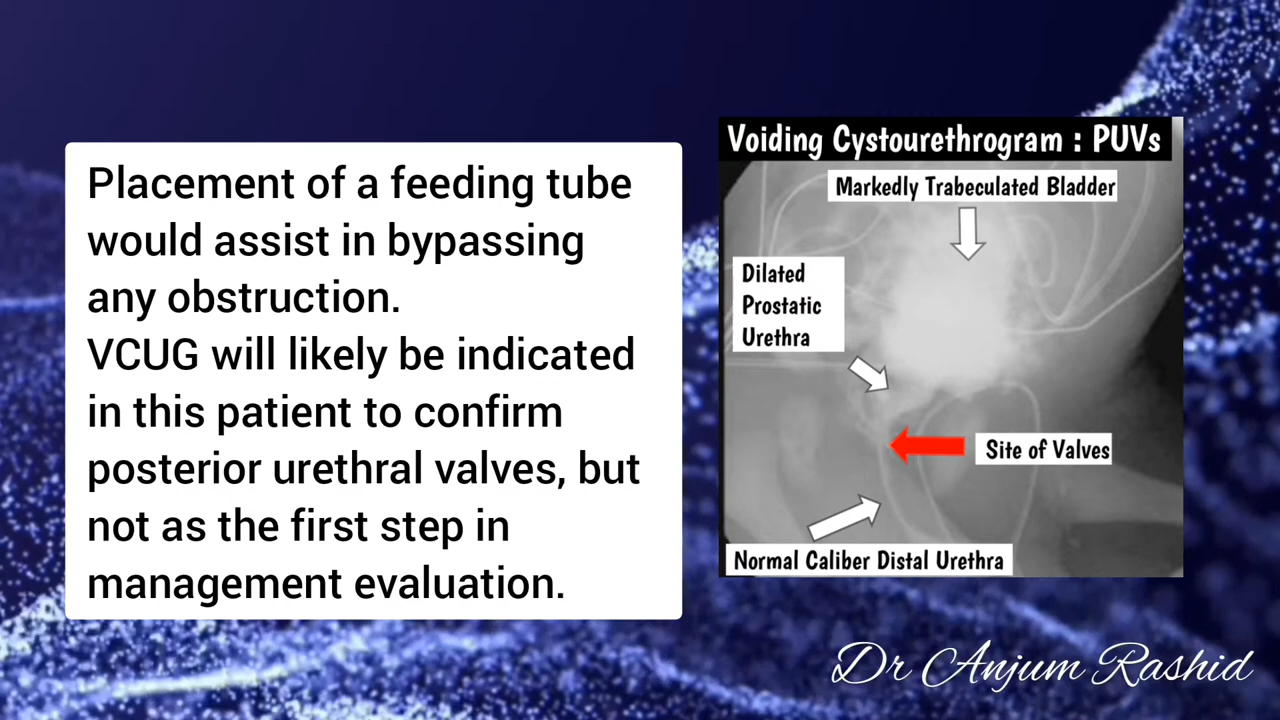 Placement of a feeding tube
would assist in bypassing
any obstruction.
VCUG will likely be indicated
in this patient to confirm
posterior urethral valves, but
not as the first step in
management evaluation.
Voiding Cystourethrogram : PUVs
Markedly Trabeculated Bladder
Dilated
Prostatic
Urethra
Site of Valves
Normal Caliber Distal Urethra
Dr Anjum Rashid